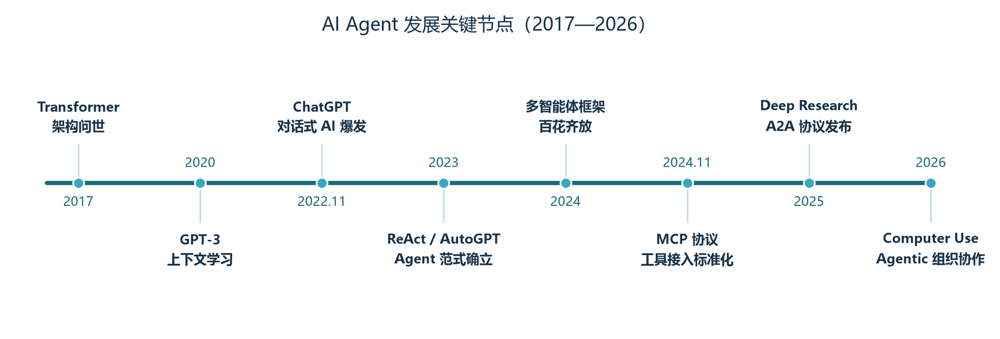 AI Agent 发展关键节点（2017—2026）
Transformer
架构问世
2017
2020
GPT-3
上下文学习
ChatGPT
对话式 AI 爆发
2022.11
2023
ReAct / AutoGPT
Agent 范式确立
多智能体框架
百花齐放
2024
2024.11
MCP 协议
工具接入标准化
Deep Research
A2A 协议发布
2025
2026
Computer Use
Agentic 组织协作